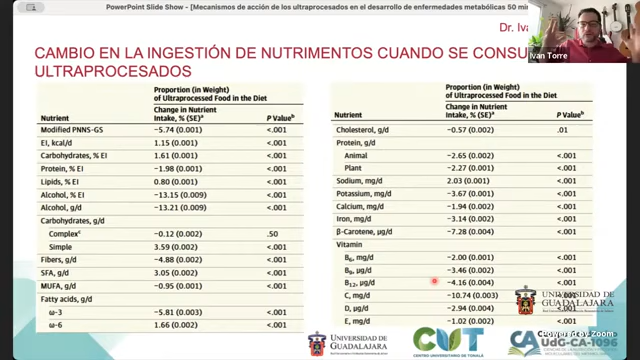 PowerPoint Slide Show - [Mecanismos de acción de los ultraprocesados en el desarrollo de enfermedades metabólicas 50 min
Dr. Iva
CAMBIO EN LA INGESTIÓN DE NUTRIMENTOS CUANDO SE CONSU
ULTRAPROCESADOS
Ivan Torre
Proportion (in Weight)
of Ultraprocessed Food in the Diet
Nutrient
Change in Nutrient
Intake, % (SE)a
P Valueb
Modified PNNS-GS −5.74 (0.001) <.001
EI, kcal/d 1.15 (0.001) <.001
Carbohydrates, % EI 1.61 (0.001) <.001
Protein, % EI −1.98 (0.001) <.001
Lipids, % EI 0.80 (0.001) <.001
Alcohol, % EI −13.15 (0.009) <.001
Alcohol, g/d −13.21 (0.009) <.001
Carbohydrates, g/d
Complexc −0.12 (0.002) .50
Simple 3.59 (0.002) <.001
Fibers, g/d −4.88 (0.002) <.001
SFA, g/d 3.05 (0.002) <.001
MUFA, g/d −0.95 (0.001) <.001
Fatty acids, g/d
ω-3 −5.81 (0.003) <.001
ω-6 1.66 (0.002) <.001
Proportion (in Weight)
of Ultraprocessed Food in the Diet
Nutrient
Change in Nutrient
Intake, % (SE)a
P Valueb
Cholesterol, g/d −0.57 (0.002) .01
Protein, g/d
Animal −2.65 (0.002) <.001
Plant −2.27 (0.001) <.001
Sodium, mg/d 2.03 (0.001) <.001
Potassium, mg/d −3.67 (0.001) <.001
Calcium, mg/d −1.94 (0.002) <.001
Iron, mg/d −3.14 (0.002) <.001
β-Carotene, μg/d −7.28 (0.004) <.001
Vitamin
B6, mg/d −2.00 (0.001) <.001
B9, μg/d −3.46 (0.002) <.001
B12, μg/d −4.16 (0.004) <.001
C, mg/d −10.74 (0.003) <.001
D, μg/d −2.94 (0.004) <.001
E, mg/d −1.02 (0.002) <.001
UNIVERSIDAD DE
GUADALAJARA
UNIVERSIDAD DE
GUADALAJARA
CUT
CENTRO UNIVERSITARIO DE TONALÁ
CA
UdG-CA-1096
Powered by Zoom